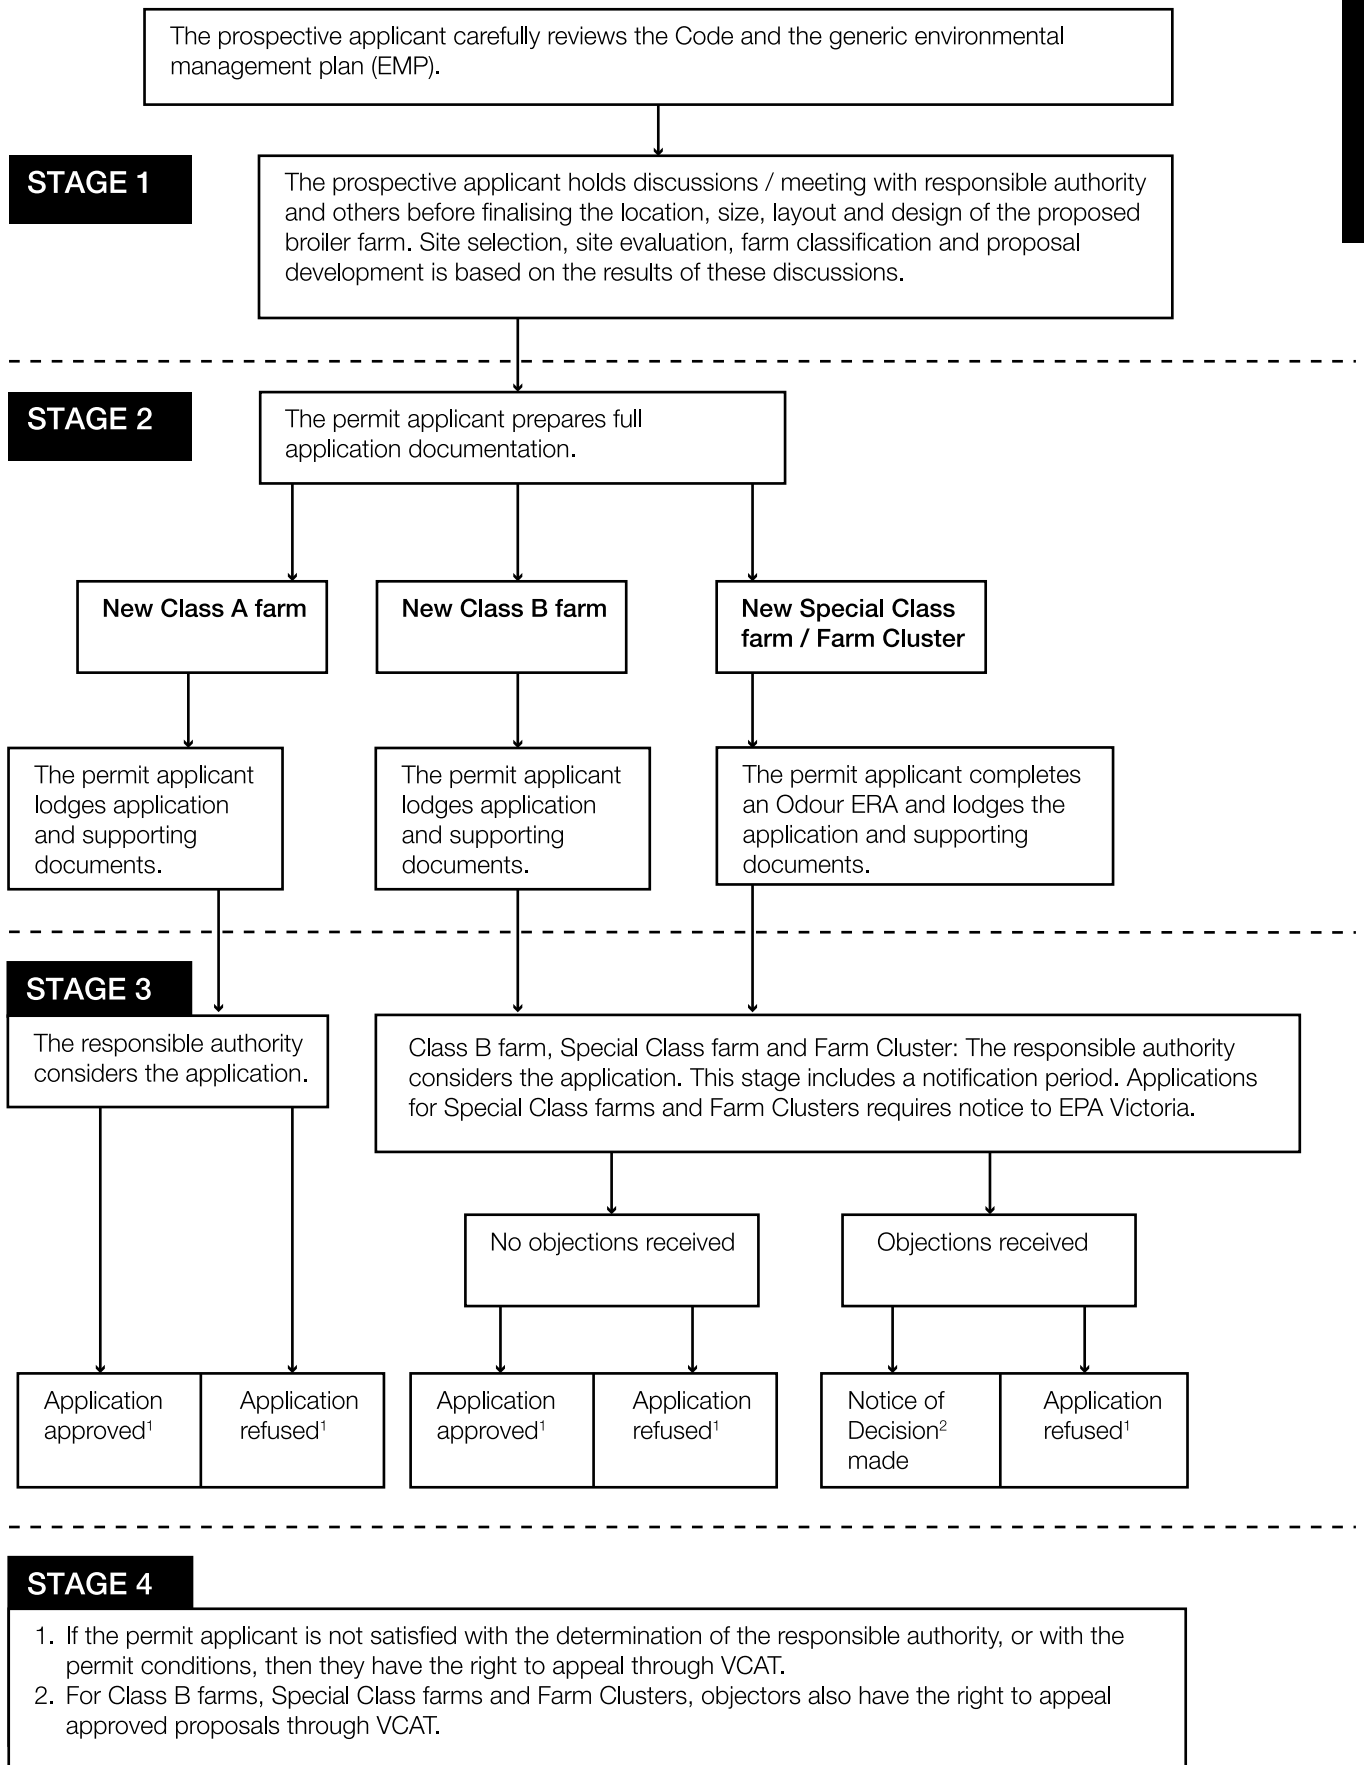 The prospective applicant carefully reviews the Code and the generic environmental
management plan (EMP).
STAGE 1
The prospective applicant holds discussions / meeting with responsible authority
and others before finalising the location, size, layout and design of the proposed
broiler farm. Site selection, site evaluation, farm classification and proposal
development is based on the results of these discussions.
STAGE 2
The permit applicant prepares full
application documentation.
New Class A farm
New Class B farm
New Special Class
farm / Farm Cluster
The permit applicant
lodges application
and supporting
documents.
The permit applicant
lodges application
and supporting
documents.
The permit applicant completes
an Odour ERA and lodges the
application and supporting
documents.
STAGE 3
The responsible authority
considers the application.
Class B farm, Special Class farm and Farm Cluster: The responsible authority
considers the application. This stage includes a notification period. Applications
for Special Class farms and Farm Clusters requires notice to EPA Victoria.
No objections received
Objections received
Application
approved¹
Application
refused¹
Application
approved¹
Application
refused¹
Notice of
Decision²
made
Application
refused¹
STAGE 4
1. If the permit applicant is not satisfied with the determination of the responsible authority, or with the
permit conditions, then they have the right to appeal through VCAT.
2. For Class B farms, Special Class farms and Farm Clusters, objectors also have the right to appeal
approved proposals through VCAT.